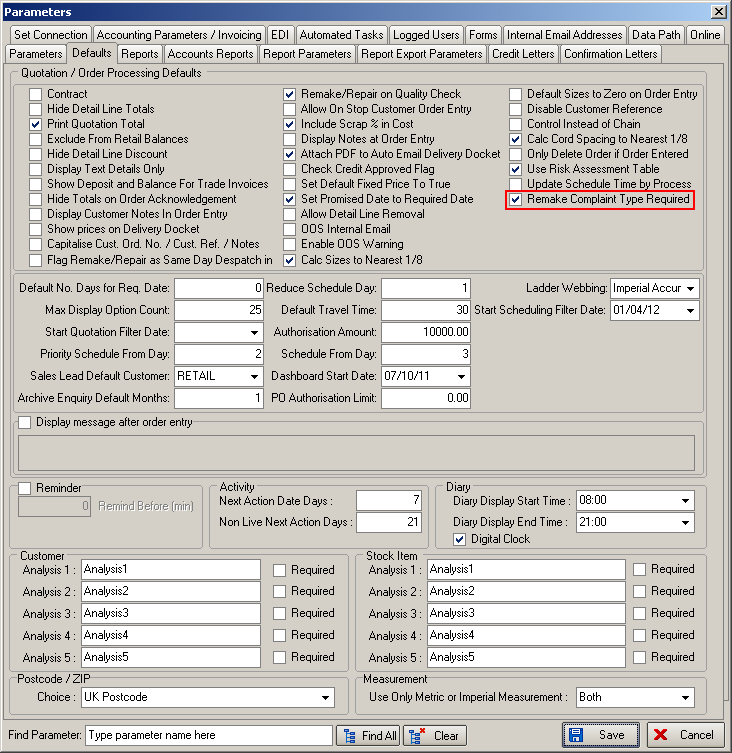 Parameters
Set Connection Accounting Parameters / Invoicing EDI Automated Tasks Logged Users Forms Internal Email Addresses Data Path Online
Parameters Defaults Reports Accounts Reports Report Parameters Report Export Parameters Credit Letters Confirmation Letters
Quotation / Order Processing Defaults
Contract
Hide Detail Line Totals
Print Quotation Total
Exclude From Retail Balances
Hide Detail Line Discount
Display Text Details Only
Show Deposit and Balance For Trade Invoices
Hide Totals on Order Acknowledgement
Display Customer Notes In Order Entry
Show prices on Delivery Docket
Capitalise Cust. Ord. No. / Cust. Ref. / Notes
Flag Remake/Repair as Same Day Despatch in
Remake/Repair on Quality Check
Allow On Stop Customer Order Entry
Include Scrap % in Cost
Display Notes at Order Entry
Attach PDF to Auto Email Delivery Docket
Check Credit Approved Flag
Set Default Fixed Price To True
Set Promised Date to Required Date
Allow Detail Line Removal
OOS Internal Email
Enable OOS Warning
Calc Sizes to Nearest 1/8
Default Sizes to Zero on Order Entry
Disable Customer Reference
Control Instead of Chain
Calc Cord Spacing to Nearest 1/8
Only Delete Order if Order Entered
Use Risk Assessment Table
Update Schedule Time by Process
Remake Complaint Type Required
Default No. Days for Req. Date: 0 Reduce Schedule Day: 1 Ladder Webbing: Imperial Accur
Max Display Option Count: 25 Default Travel Time: 30 Start Scheduling Filter Date: 01/04/12
Start Quotation Filter Date: Authorisation Amount: 10000.00
Priority Schedule From Day: 2 Schedule From Day: 3
Sales Lead Default Customer: RETAIL Dashboard Start Date: 07/10/11
Archive Enquiry Default Months: 1 PO Authorisation Limit: 0.00
Display message after order entry
Reminder
0 Remind Before (min)
Activity
Next Action Date Days : 7
Non Live Next Action Days : 21
Diary
Diary Display Start Time : 08:00
Diary Display End Time : 21:00
Digital Clock
Customer
Analysis 1 : Analysis1 Required
Analysis 2 : Analysis2 Required
Analysis 3 : Analysis3 Required
Analysis 4 : Analysis4 Required
Analysis 5 : Analysis5 Required
Stock Item
Analysis 1 : Analysis1 Required
Analysis 2 : Analysis2 Required
Analysis 3 : Analysis3 Required
Analysis 4 : Analysis4 Required
Analysis 5 : Analysis5 Required
Postcode / ZIP
Choice : UK Postcode
Measurement
Use Only Metric or Imperial Measurement : Both
Find Parameter: Type parameter name here Find All Clear Save Cancel